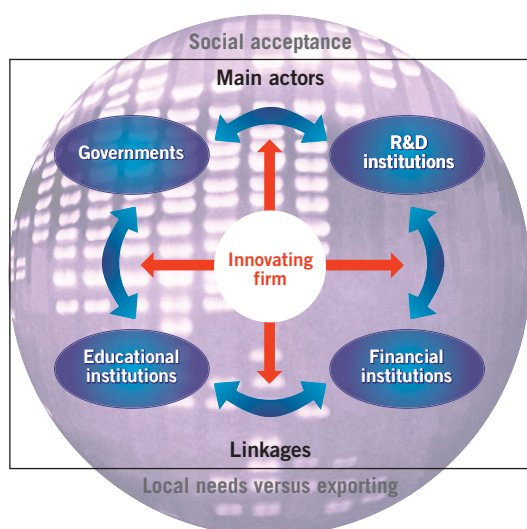 Social acceptance
Main actors
Governments
R&D
institutions
Innovating
firm
Educational
institutions
Financial
institutions
Linkages
Local needs versus exporting